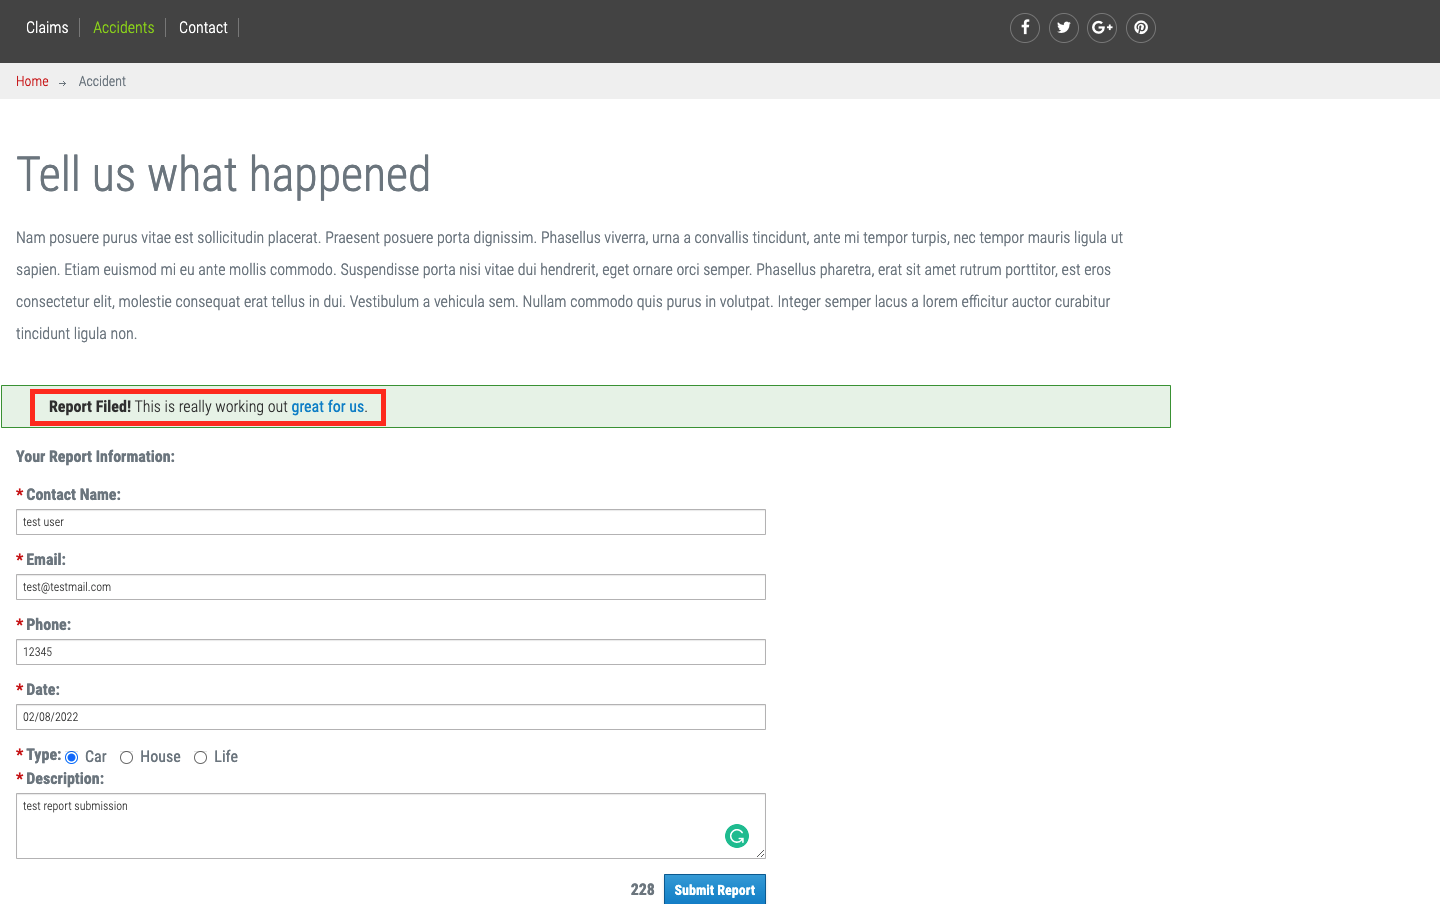 Claims Accidents Contact
Home → Accident
Tell us what happened
Nam posuere purus vitae est sollicitudin placerat. Praesent posuere porta dignissim. Phasellus viverra, urna a convallis tincidunt, ante mi tempor turpis, nec tempor mauris ligula ut
sapien. Etiam euismod mi eu ante mollis commodo. Suspendisse porta nisi vitae dui hendrerit, eget ornare orci semper. Phasellus pharetra, erat sit amet rutrum porttitor, est eros
consectetur elit, molestie consequat erat tellus in dui. Vestibulum a vehicula sem. Nullam commodo quis purus in volutpat. Integer semper lacus a lorem efficitur auctor curabitur
tincidunt ligula non.
Report Filed! This is really working out great for us.
Your Report Information:
* Contact Name:
test user
* Email:
test@testmail.com
* Phone:
12345
* Date:
02/08/2022
* Type: Car House Life
* Description:
test report submission
228 Submit Report